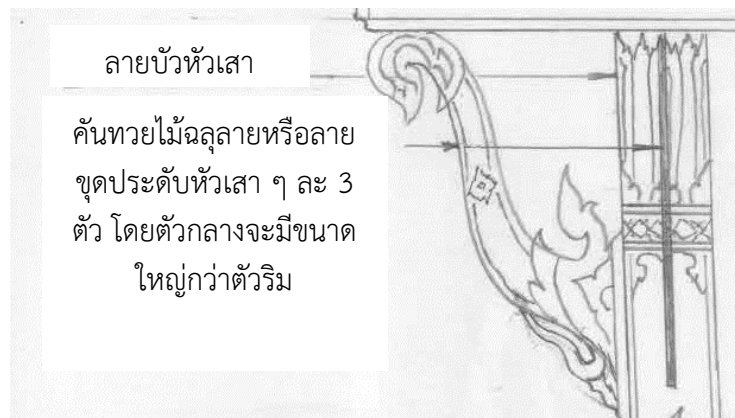 ลายบัวหัวเสา
คันทวยไม้ฉลุลายหรือลาย
ขุดประดับหัวเสา ๆ ละ 3
ตัว โดยตัวกลางจะมีขนาด
ใหญ่กว่าตัวริม